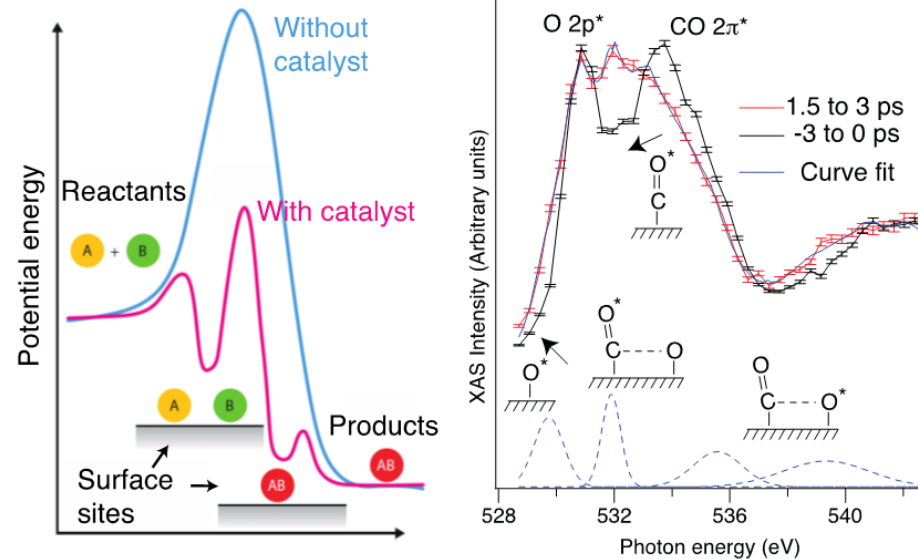 Without
catalyst
Reactants
With catalyst
A + B
Potential energy
A B
Products
AB
Surface
sites
AB
O 2p*
CO 2π*
1.5 to 3 ps
-3 to 0 ps
Curve fit
O*
C
XAS Intensity (Arbitrary units)
O*
O*
C
O
O
C
O*
528
532
536
540
Photon energy (eV)